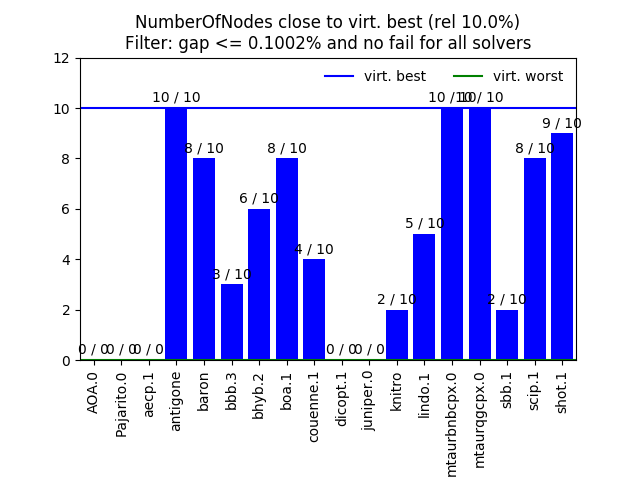 NumberOfNodes close to virt. best (rel 10.0%)
Filter: gap <= 0.1002% and no fail for all solvers
virt. best
virt. worst
12
10
8
6
4
2
0
0 / 0
0 / 0
0 / 0
10 / 10
8 / 10
3 / 10
6 / 10
8 / 10
4 / 10
0 / 0
0 / 0
2 / 10
5 / 10
10 / 10
10 / 10
2 / 10
8 / 10
9 / 10
AOA.0
Pajarito.0
aecp.1
antigone
baron
bbb.3
bhyb.2
boa.1
couenne.1
dicopt.1
juniper.0
knitro
lindo.1
mtaurbnbcpx.0
mtaurqgcpx.0
sbb.1
scip.1
shot.1